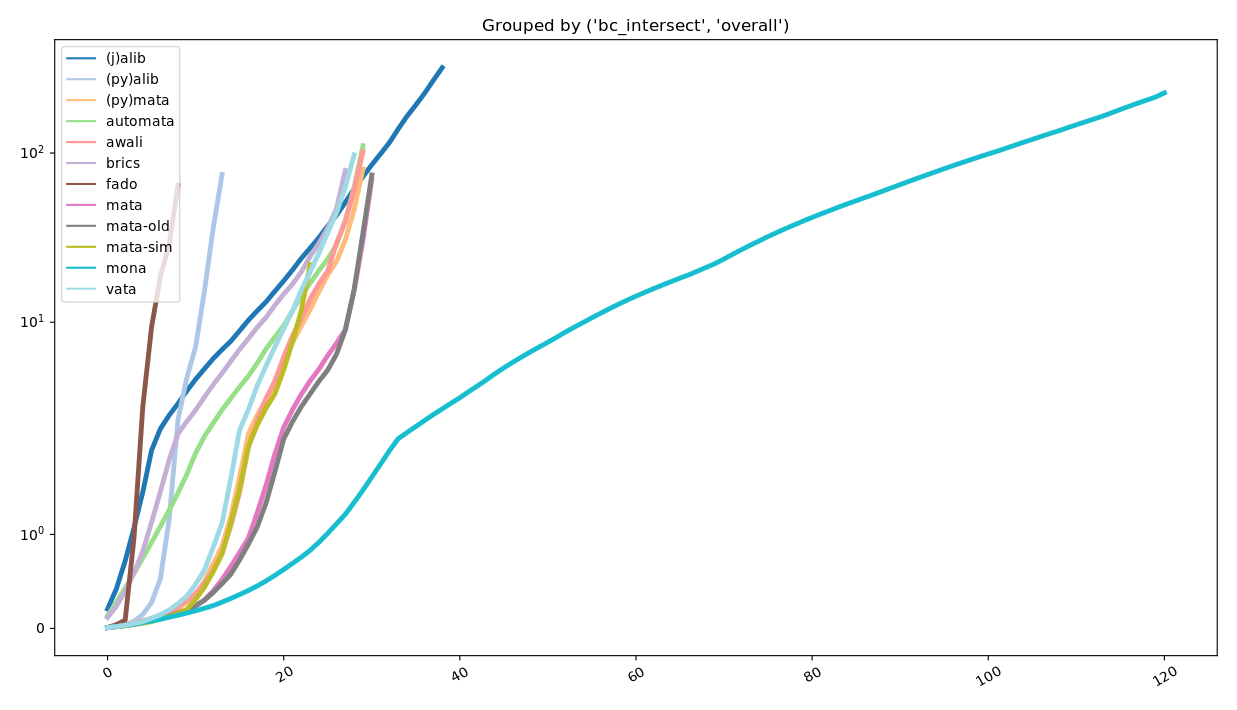 Grouped by ('bc_intersect', 'overall')
(j)alib
(py)alib
(py)mata
automata
awali
brics
fado
mata
mata-old
mata-sim
mona
vata
10²
10¹
10⁰
0
0
20
40
60
80
100
120